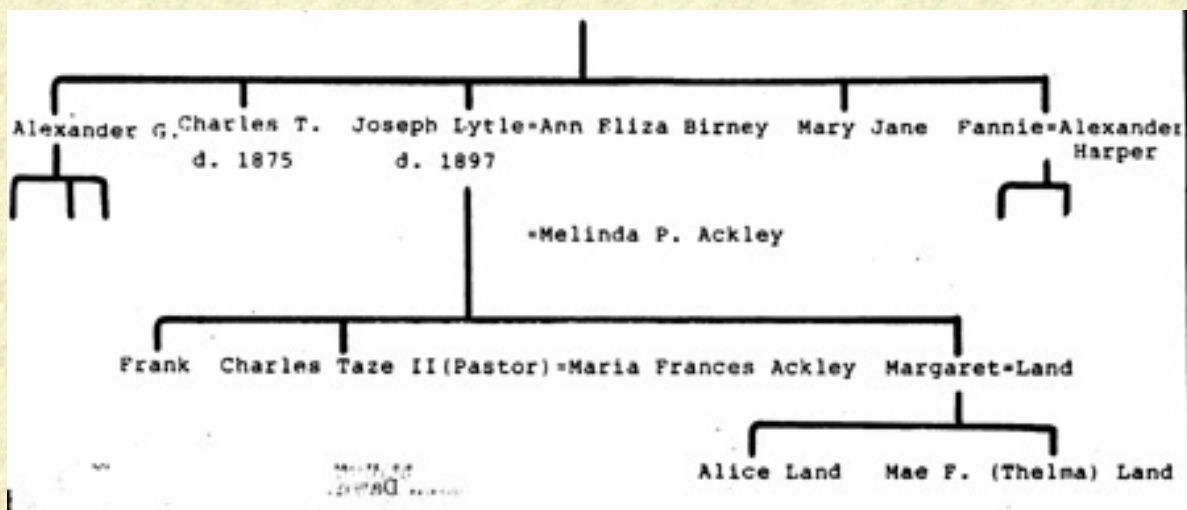 Alexander G. Charles T. Joseph Lytle=Ann Eliza Birney Mary Jane Fannie=Alexander
Harper
d. 1875 d. 1897
=Melinda P. Ackley
Frank Charles Taze II(Pastor)=Maria Frances Ackley Margaret=Land
Alice Land Mae F. (Thelma) Land